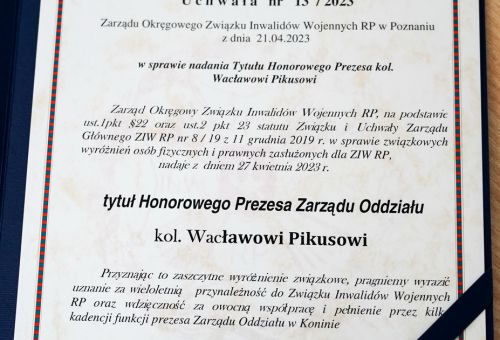 Uchwała nr 13 / 2023
Zarządu Okręgowego Związku Inwalidów Wojennych RP w Poznaniu
z dnia 21.04.2023
w sprawie nadania Tytułu Honorowego Prezesa kol.
Wacławowi Pikusowi
Zarząd Okręgowy Związku Inwalidów Wojennych RP, na podstawie
ust.1pkt §22 oraz ust.2 pkt 23 statutu Związku i Uchwały Zarządu
Głównego ZIW RP nr 8 / 19 z 11 grudnia 2019 r. w sprawie związkowych
wyróżnień osób fizycznych i prawnych zasłużonych dla ZIW RP,
nadaje z dniem 27 kwietnia 2023 r.
tytuł Honorowego Prezesa Zarządu Oddziału
kol. Wacławowi Pikusowi
Przyznając to zaszczytne wyróżnienie związkowe, pragniemy wyrazić
uznanie za wieloletnią przynależność do Związku Inwalidów Wojennych
RP oraz wdzięczność za owocną współpracę i pełnienie przez kilk
kadencji funkcji prezesa Zarządu Oddziału w Koninie